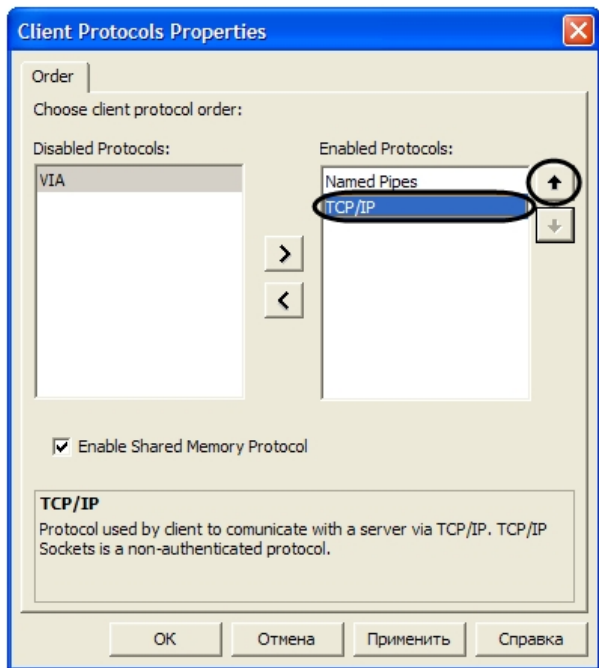 Client Protocols Properties
Order
Choose client protocol order:
Disabled Protocols:
Enabled Protocols:
VIA
Named Pipes
TCP/IP
Enable Shared Memory Protocol
TCP/IP
Protocol used by client to comunicate with a server via TCP/IP. TCP/IP
Sockets is a non-authenticated protocol.
OK
Отмена
Применить
Справка